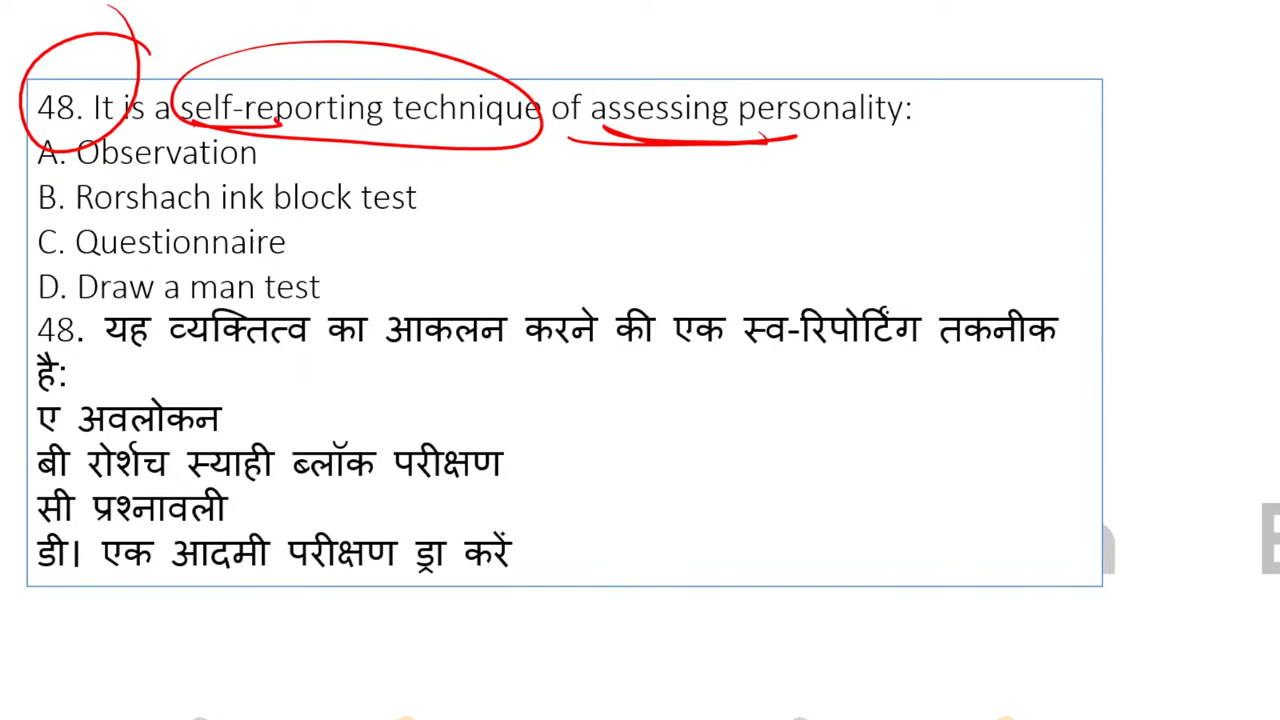 48. It is a self-reporting technique of assessing personality:
A. Observation
B. Rorshach ink block test
C. Questionnaire
D. Draw a man test
48. यह व्यक्तित्व का आकलन करने की एक स्व-रिपोर्टिंग तकनीक
है:
ए अवलोकन
बी रोर्शच स्याही ब्लॉक परीक्षण
सी प्रश्नावली
डी। एक आदमी परीक्षण ड्रा करें